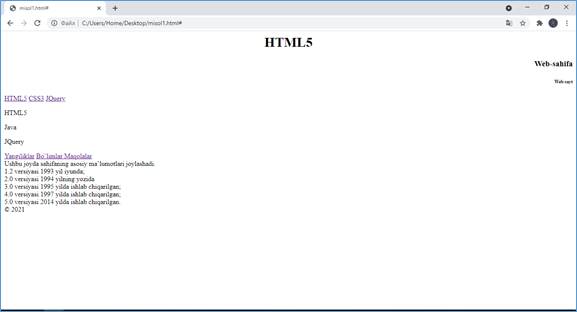 misol1.html#
Файл C:/Users/Home/Desktop/misol1.html#
HTML5
Web-sahifa
Web-sayt
HTML5 CSS3 JQuery
HTML5
Java
JQuery
Yangiliklar Bo`limlar Maqolalar
Ushbu joyda sahifaning asosiy ma`lumotlari joylashadi
1.2 versiyasi 1993 yil iyunda;
2.0 versiyasi 1994 yilning yozida
3.0 versiyasi 1995 yilda ishlab chiqarilgan;
4.0 versiyasi 1997 yilda ishlab chiqarilgan;
5.0 versiyasi 2014 yilda ishlab chiqarilgan.
© 2021